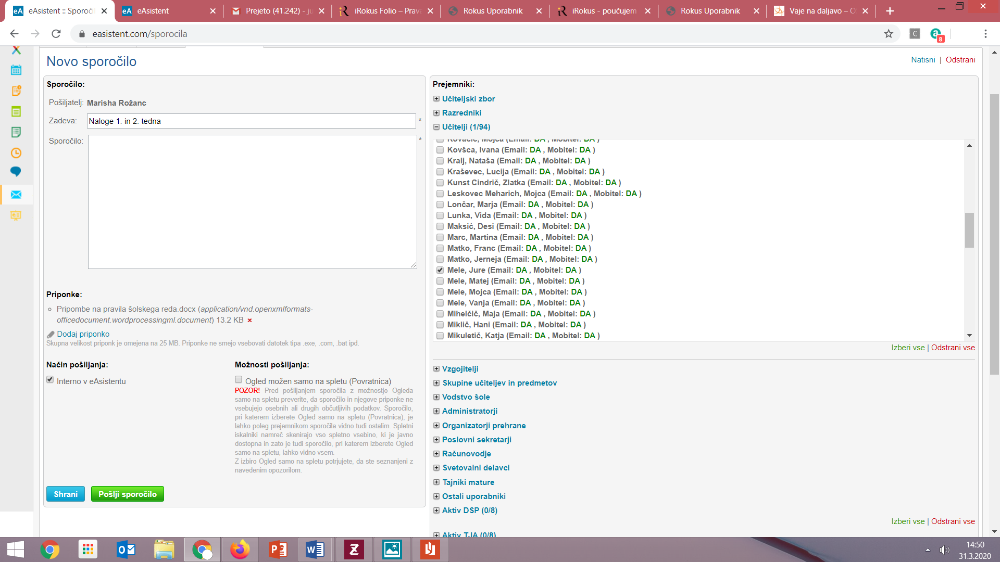 eAsistent :: Sporočil
eAsistent
Prejeto (41.242) - ju
iRokus Folio – Prava
Rokus Uporabnik
iRokus - poučujem
Rokus Uporabnik
Vaje na daljavo – O
easistent.com/sporocila
C
a
8
Novo sporočilo
Natisni | Odstrani
Sporočilo:
Pošiljatelj: Marisha Rožanc
Zadeva: Naloge 1. in 2. tedna *
Sporočilo: *
Priponke:
Pripombe na pravila šolskega reda.docx (application/vnd.openxmlformats-
officedocument.wordprocessingml.document) 13.2 KB
Dodaj priponko
Skupna velikost priponk je omejena na 25 MB. Priponke ne smejo vsebovati datotek tipa .exe, .com, .bat ipd.
Način pošiljanja:
Interno v eAsistentu
Možnosti pošiljanja:
Ogled možen samo na spletu (Povratnica)
POZOR! Pred pošiljanjem sporočila z možnostjo Ogleda
samo na spletu preverite, da sporočilo in njegove priponke ne
vsebujejo osebnih ali drugih občutljivih podatkov. Sporočilo,
pri katerem izberete Ogled samo na spletu (Povratnica), je
lahko poleg prejemnikom sporočila vidno tudi ostalim. Spletni
iskalniki namreč skenirajo vso spletno vsebino, ki je javno
dostopna in zato je tudi sporočilo, pri katerem izberete Ogled
samo na spletu, lahko vidno vsem.
Z izbiro Ogled samo na spletu potrjujete, da ste seznanjeni z
navedenim opozorilom.
Shrani
Pošlji sporočilo
Prejemniki:
Učiteljski zbor
Razredniki
Učitelji (1/94)
Kovačič, Mojca (Email: DA , Mobitel: DA )
Kovšca, Ivana (Email: DA , Mobitel: DA )
Kralj, Nataša (Email: DA , Mobitel: DA )
Kraševec, Lucija (Email: DA , Mobitel: DA )
Kunst Cindrič, Zlatka (Email: DA , Mobitel: DA )
Leskovec Meharich, Mojca (Email: DA , Mobitel: DA )
Lončar, Marja (Email: DA , Mobitel: DA )
Lunka, Vida (Email: DA , Mobitel: DA )
Maksić, Desi (Email: DA , Mobitel: DA )
Marc, Martina (Email: DA , Mobitel: DA )
Matko, Franc (Email: DA , Mobitel: DA )
Matko, Jerneja (Email: DA , Mobitel: DA )
Mele, Jure (Email: DA , Mobitel: DA )
Mele, Matej (Email: DA , Mobitel: DA )
Mele, Mojca (Email: DA , Mobitel: DA )
Mele, Vanja (Email: DA , Mobitel: DA )
Mihelčič, Maja (Email: DA , Mobitel: DA )
Miklič, Hani (Email: DA , Mobitel: DA )
Mikuletič, Katja (Email: DA , Mobitel: DA )
Izberi vse | Odstrani vse
Vzgojitelji
Skupine učiteljev in predmetov
Vodstvo šole
Administratorji
Organizatorji prehrane
Poslovni sekretarji
Računovodje
Svetovalni delavci
Tajniki mature
Ostali uporabniki
Aktiv DSP (0/8)
Izberi vse | Odstrani vse
Aktiv TJA (0/8)
14:50
31.3.2020